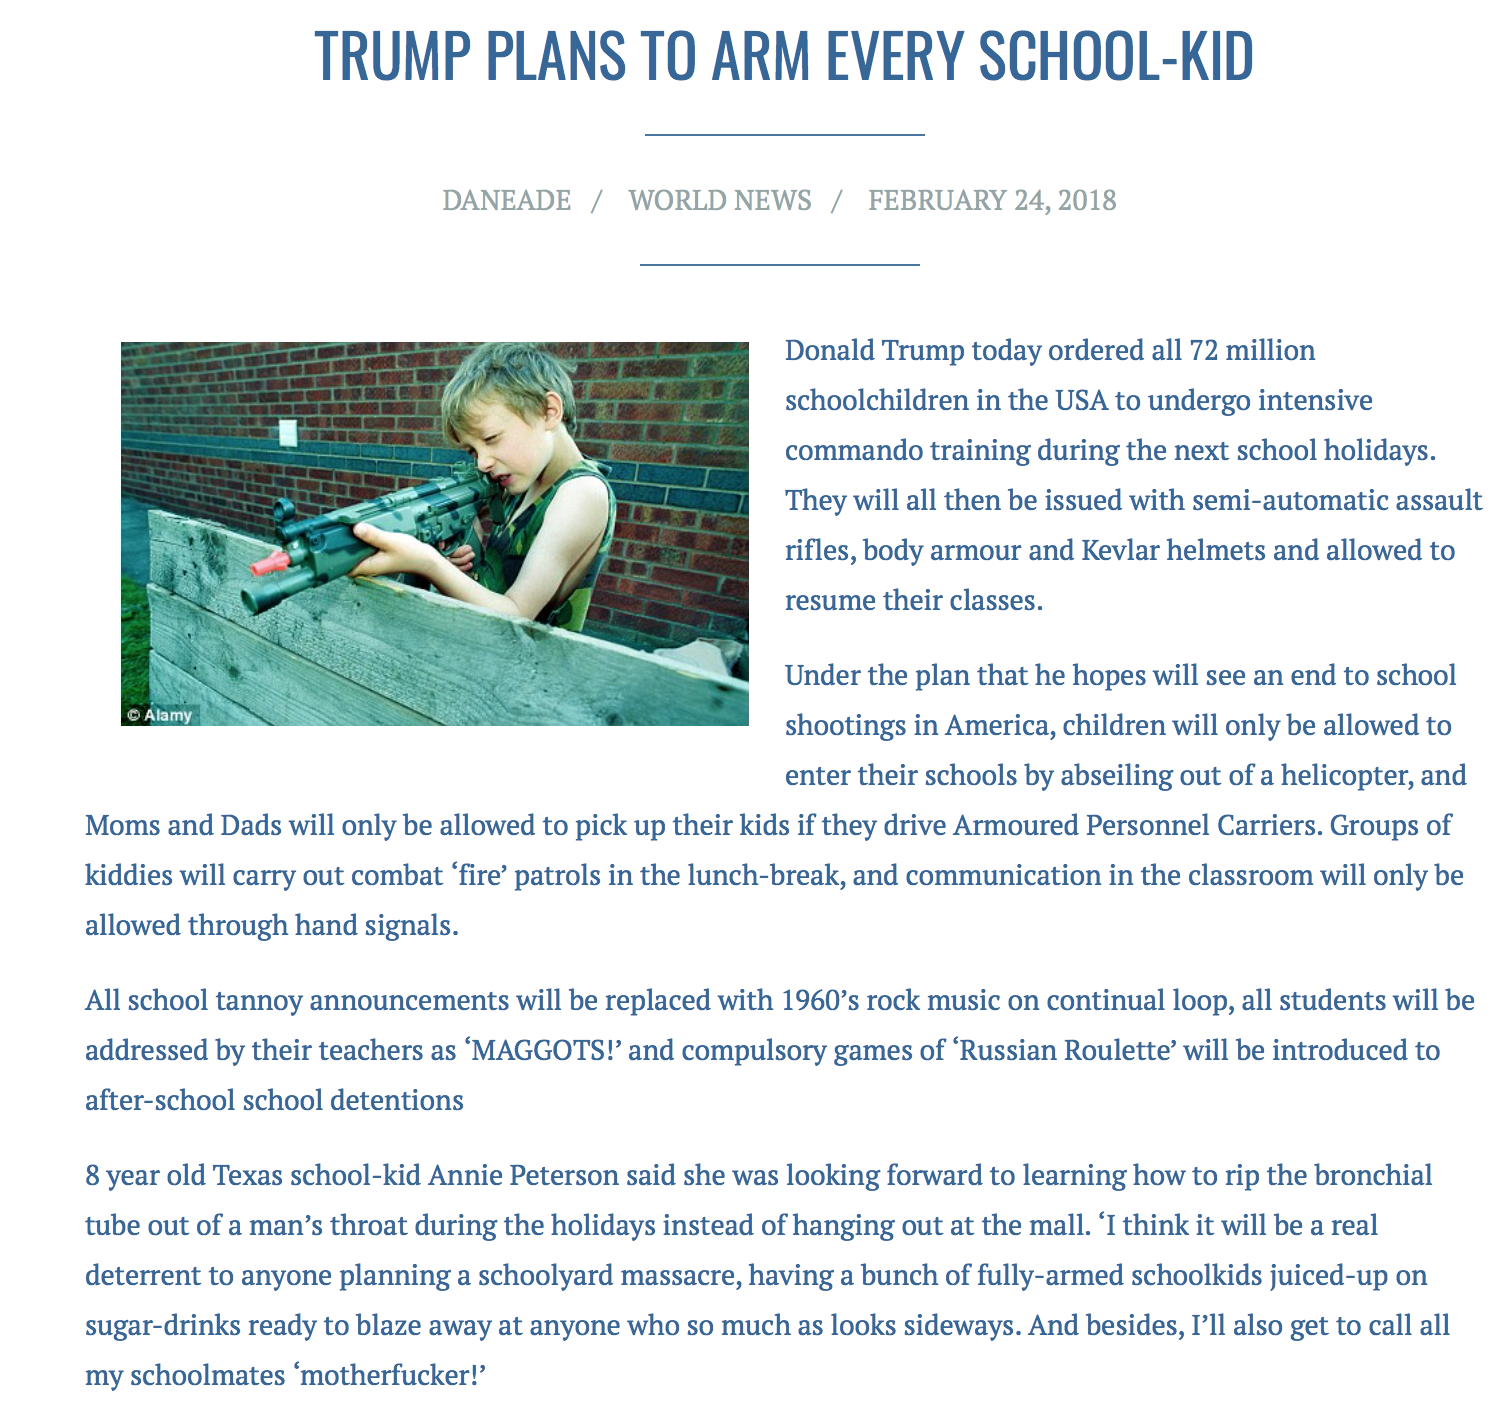 TRUMP PLANS TO ARM EVERY SCHOOL-KID
DANEADE / WORLD NEWS / FEBRUARY 24, 2018
© Alamy
Donald Trump today ordered all 72 million
schoolchildren in the USA to undergo intensive
commando training during the next school holidays.
They will all then be issued with semi-automatic assault
rifles, body armour and Kevlar helmets and allowed to
resume their classes.
Under the plan that he hopes will see an end to school
shootings in America, children will only be allowed to
enter their schools by abseiling out of a helicopter, and
Moms and Dads will only be allowed to pick up their kids if they drive Armoured Personnel Carriers. Groups of
kiddies will carry out combat ‘fire’ patrols in the lunch-break, and communication in the classroom will only be
allowed through hand signals.
All school tannoy announcements will be replaced with 1960’s rock music on continual loop, all students will be
addressed by their teachers as ‘MAGGOTS!’ and compulsory games of ‘Russian Roulette’ will be introduced to
after-school school detentions
8 year old Texas school-kid Annie Peterson said she was looking forward to learning how to rip the bronchial
tube out of a man’s throat during the holidays instead of hanging out at the mall. ‘I think it will be a real
deterrent to anyone planning a schoolyard massacre, having a bunch of fully-armed schoolkids juiced-up on
sugar-drinks ready to blaze away at anyone who so much as looks sideways. And besides, I’ll also get to call all
my schoolmates ‘motherfucker!’